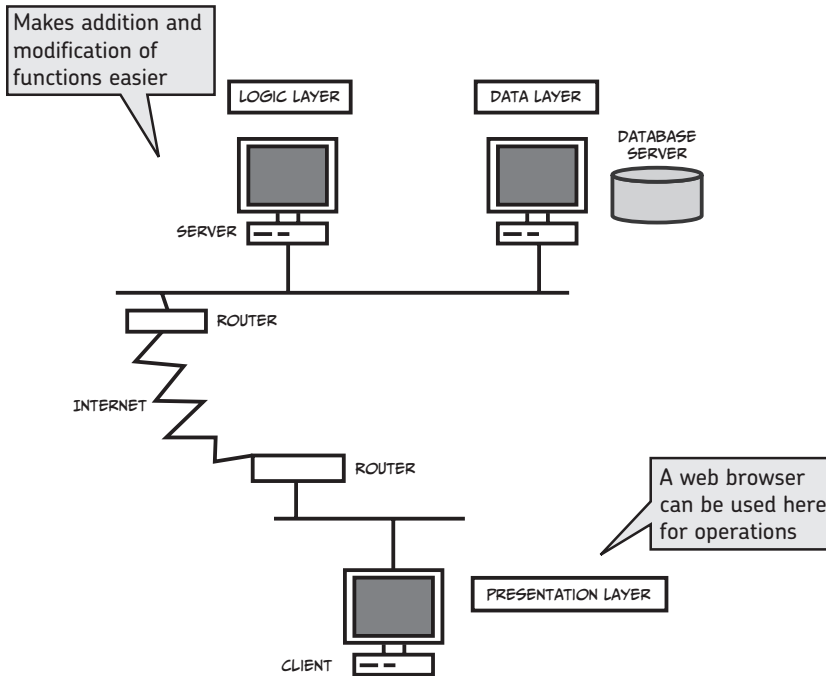 Makes addition and
modification of
functions easier
LOGIC LAYER
DATA LAYER
DATABASE
SERVER
SERVER
ROUTER
INTERNET
ROUTER
A web browser
can be used here
for operations
PRESENTATION LAYER
CLIENT